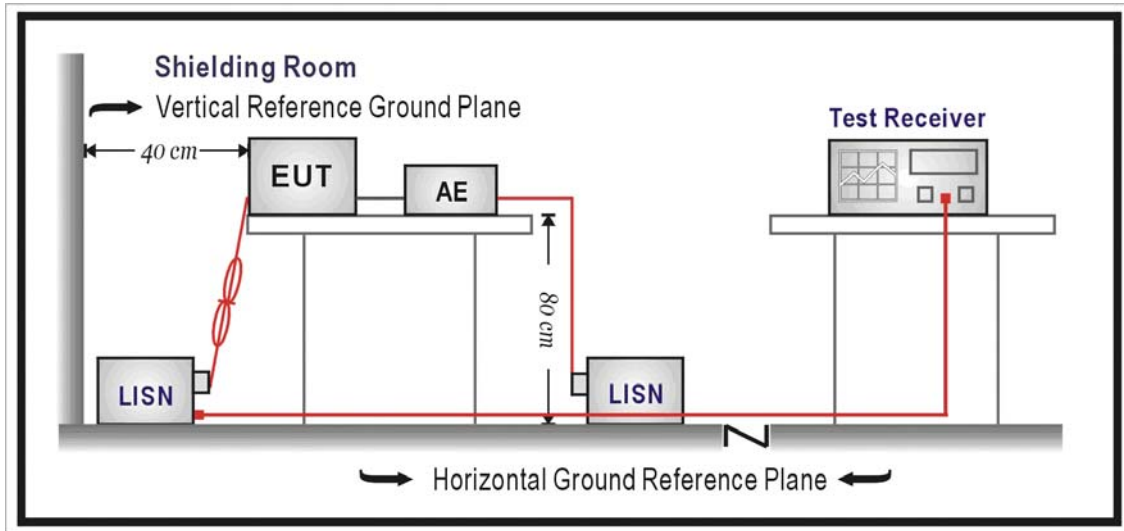 Shielding Room
Vertical Reference Ground Plane
Test Receiver
40 cm
EUT
AE
80 cm
LISN
LISN
Horizontal Ground Reference Plane